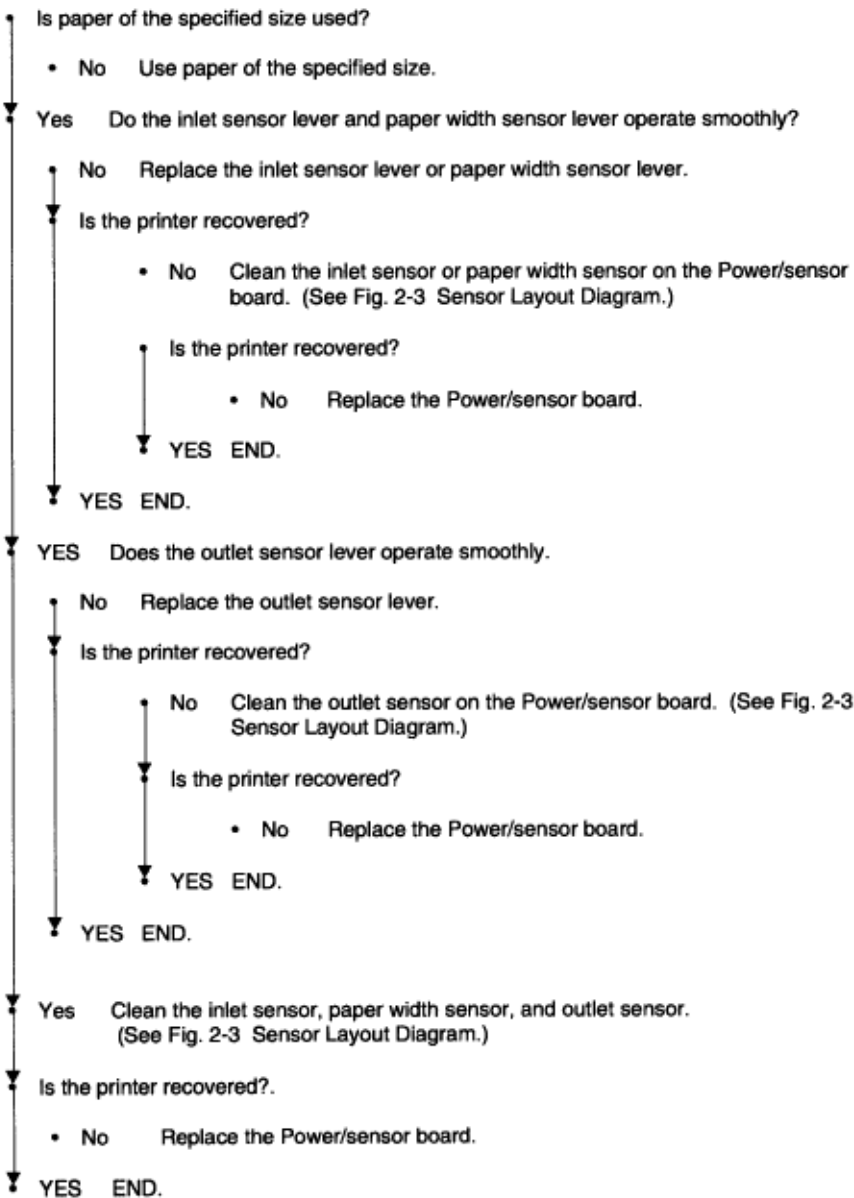 Is paper of the specified size used?
No Use paper of the specified size.
Yes Do the inlet sensor lever and paper width sensor lever operate smoothly?
No Replace the inlet sensor lever or paper width sensor lever.
Is the printer recovered?
No Clean the inlet sensor or paper width sensor on the Power/sensor
board. (See Fig. 2-3 Sensor Layout Diagram.)
Is the printer recovered?
No Replace the Power/sensor board.
YES END.
YES END.
YES Does the outlet sensor lever operate smoothly.
No Replace the outlet sensor lever.
Is the printer recovered?
No Clean the outlet sensor on the Power/sensor board. (See Fig. 2-3
Sensor Layout Diagram.)
Is the printer recovered?
No Replace the Power/sensor board.
YES END.
YES END.
Yes Clean the inlet sensor, paper width sensor, and outlet sensor.
(See Fig. 2-3 Sensor Layout Diagram.)
Is the printer recovered?.
No Replace the Power/sensor board.
YES END.